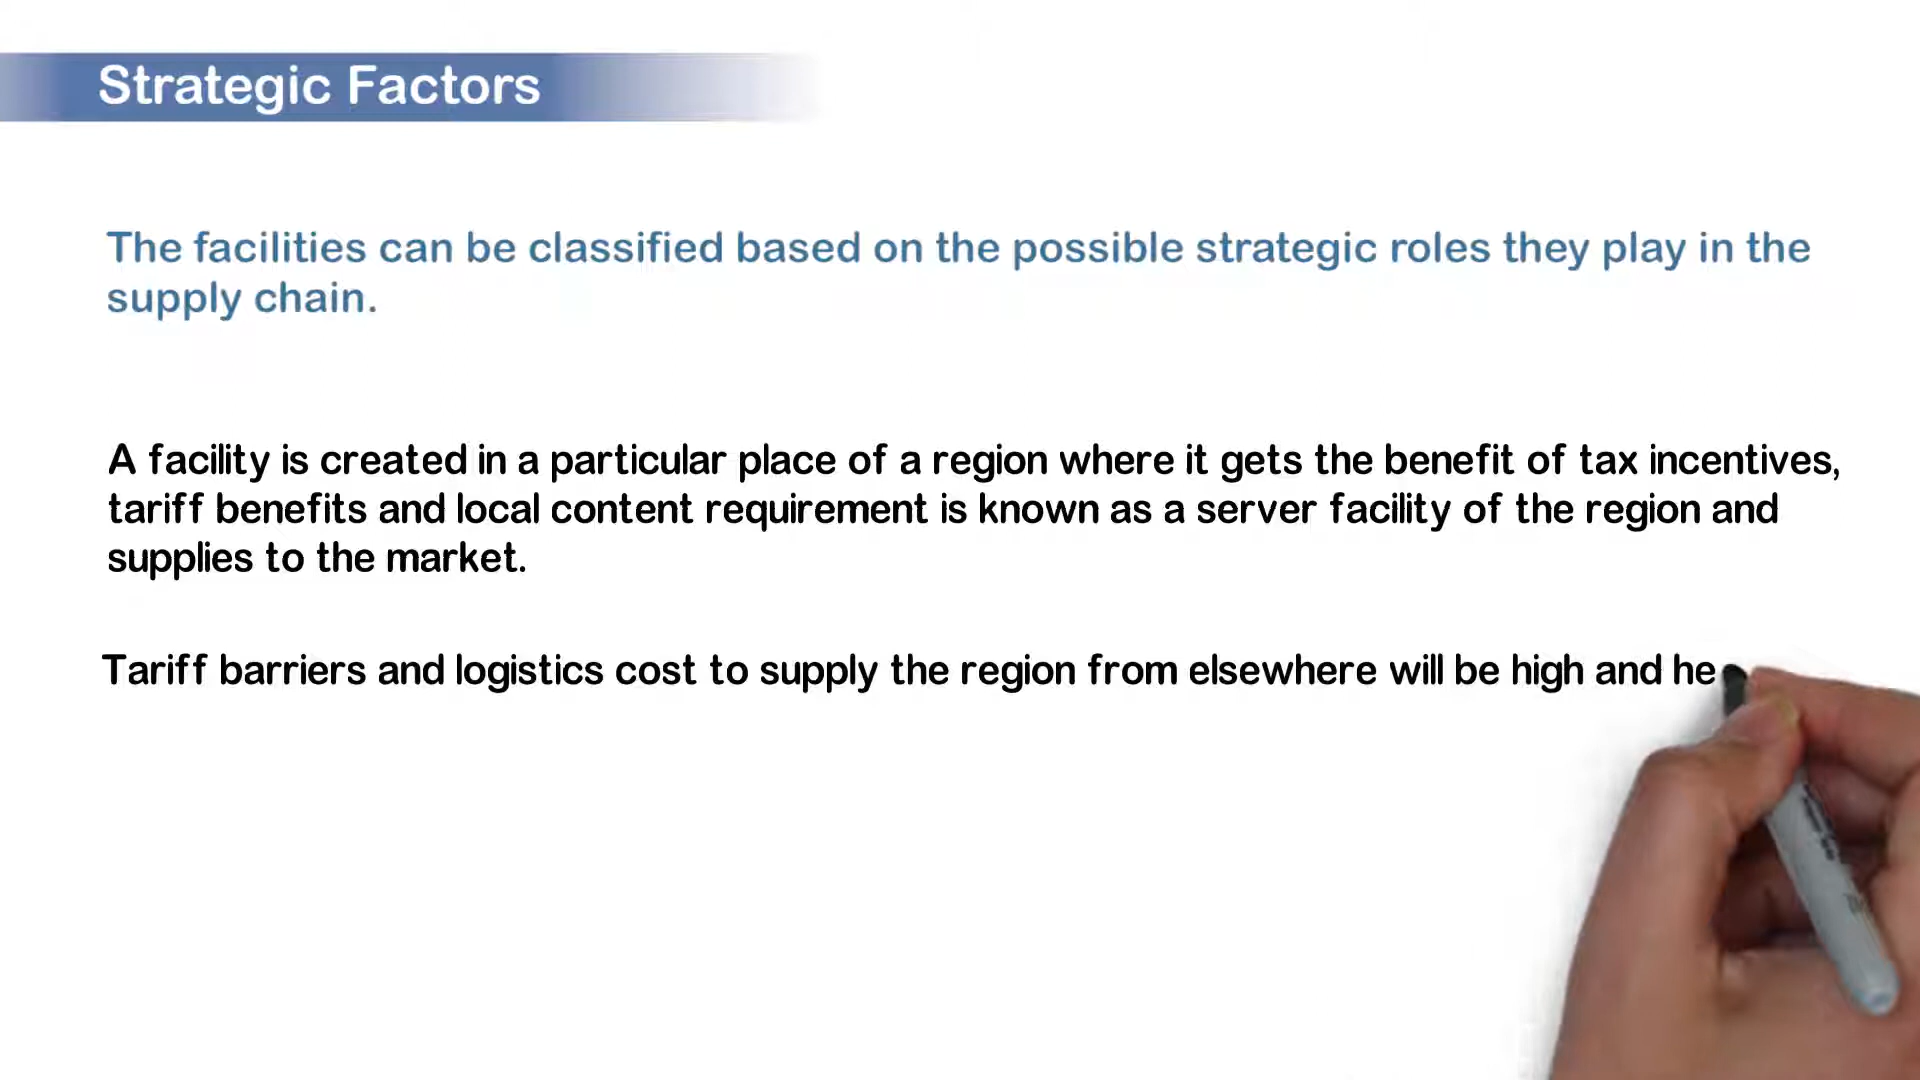 Strategic Factors
The facilities can be classified based on the possible strategic roles they play in the
supply chain.
A facility is created in a particular place of a region where it gets the benefit of tax incentives,
tariff benefits and local content requirement is known as a server facility of the region and
supplies to the market.
Tariff barriers and logistics cost to supply the region from elsewhere will be high and he